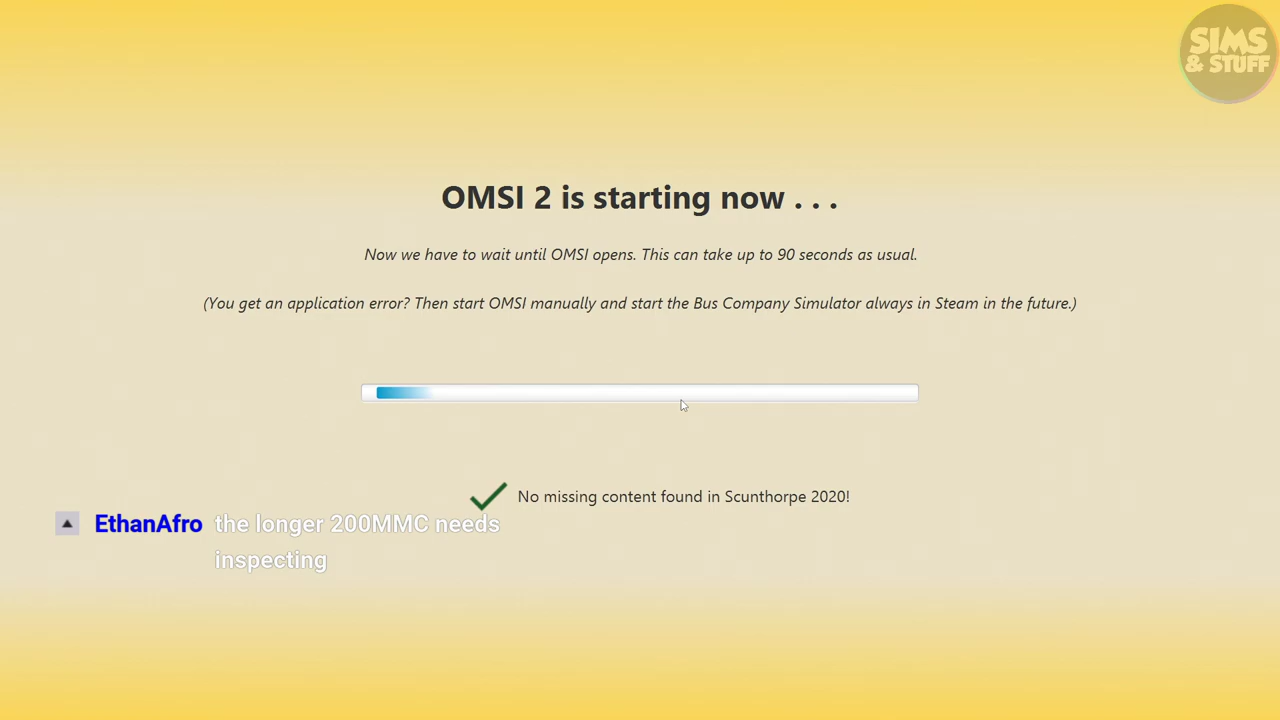 SIMS
& STUFF
OMSI 2 is starting now . . .
Now we have to wait until OMSI opens. This can take up to 90 seconds as usual.
(You get an application error? Then start OMSI manually and start the Bus Company Simulator always in Steam in the future.)
No missing content found in Scunthorpe 2020!
EthanAfro the longer 200MMC needs
inspecting